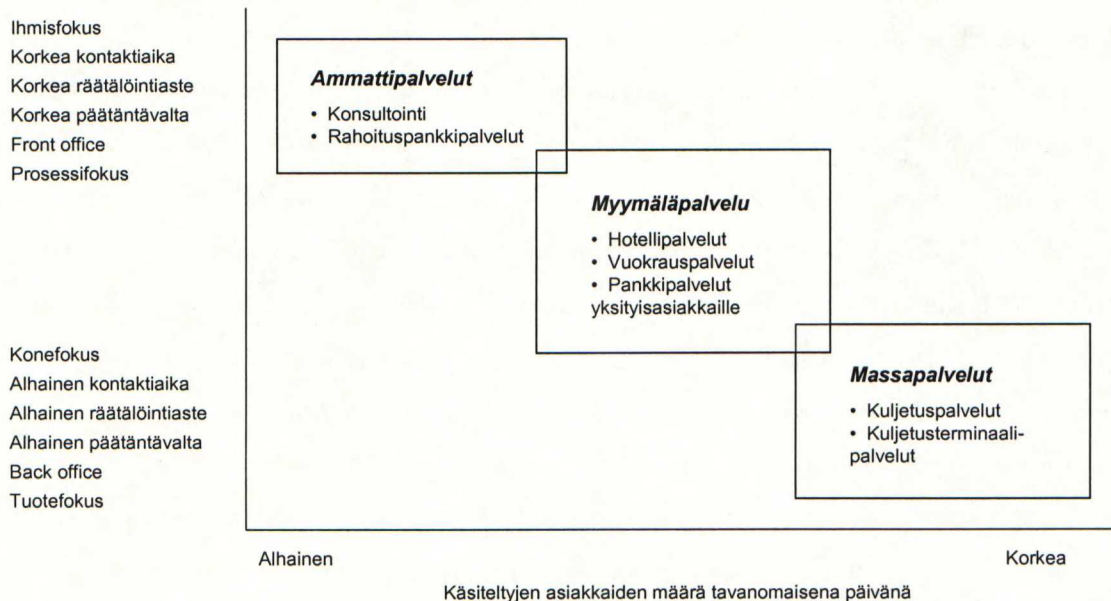 Ihmisfokus
Korkea kontaktiaika
Korkea räätälöintiaste
Korkea päätäntävalta
Front office
Prosessifokus
Konefokus
Alhainen kontaktiaika
Alhainen räätälöintiaste
Alhainen päätäntävalta
Back office
Tuotefokus
Ammattipalvelut
• Konsultointi
• Rahoituspankkipalvelut
Myymäläpalvelu
• Hotellipalvelut
• Vuokrauspalvelut
• Pankkipalvelut
yksityisasiakkaille
Massapalvelut
• Kuljetuspalvelut
• Kuljetusterminaali-
palvelut
Alhainen
Korkea
Käsiteltyjen asiakkaiden määrä tavanomaisena päivänä